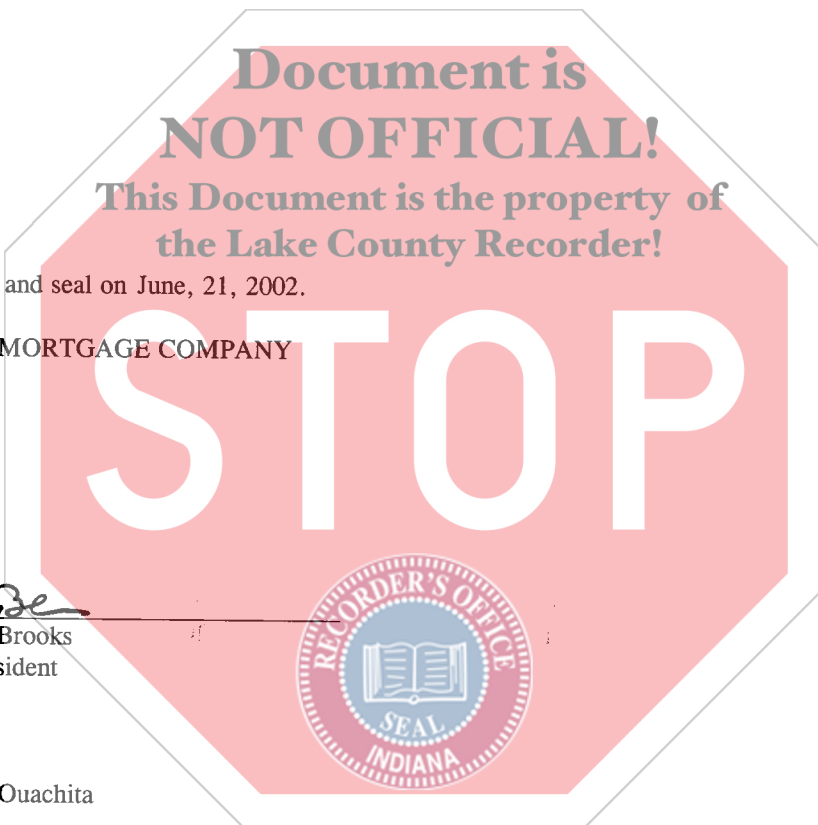 Document is
NOT OFFICIAL!
This Document is the property of
the Lake County Recorder!
and seal on June, 21, 2002.
MORTGAGE COMPANY
STOP
Brooks
sident
RECORDER'S OFFICE
SEAL
INDIANA
Ouachita